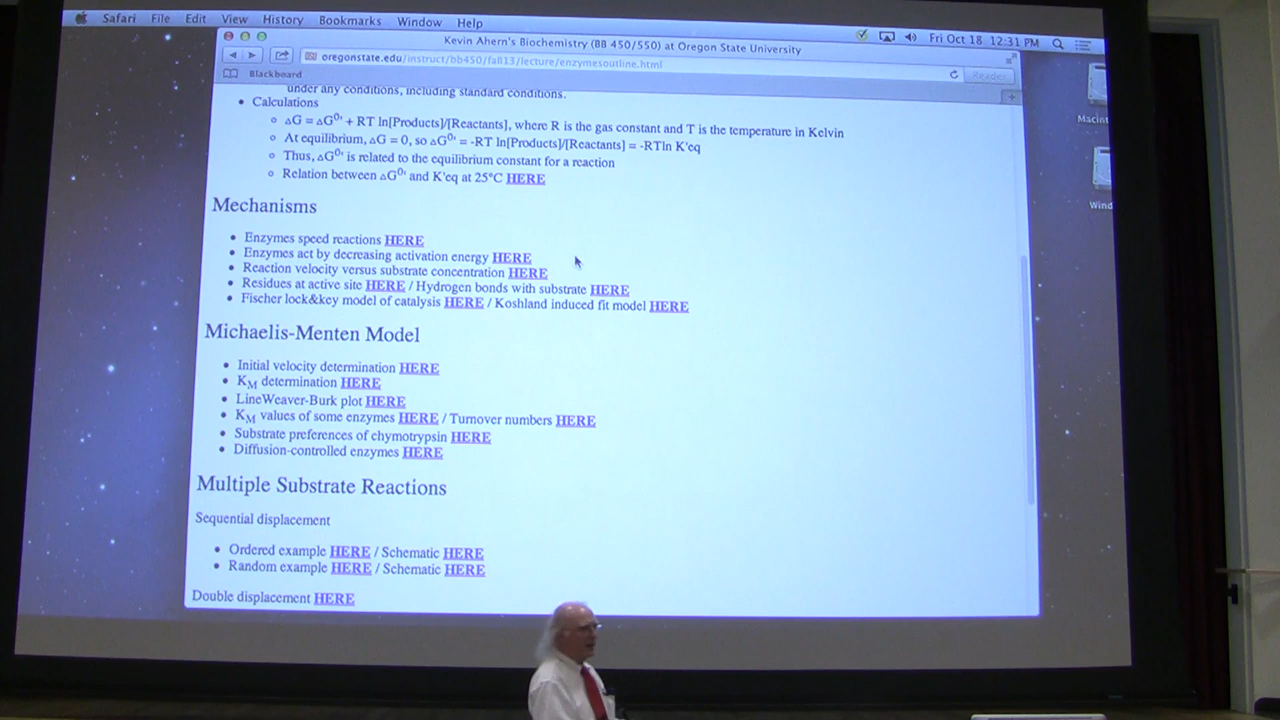 Safari File Edit View History Bookmarks Window Help Fri Oct 18 12:31 PM
Kevin Ahern's Biochemistry (BB 450/550) at Oregon State University
oregonstate.edu/instruct/bb450/fall13/lecture/enzymesoutline.html Reader
Blackboard
under any conditions, including standard conditions.
• Calculations
∘ ΔG = ΔG⁰' + RT ln[Products]/[Reactants], where R is the gas constant and T is the temperature in Kelvin
∘ At equilibrium, ΔG = 0, so ΔG⁰' = -RT ln[Products]/[Reactants] = -RTln K'eq
∘ Thus, ΔG⁰' is related to the equilibrium constant for a reaction
∘ Relation between ΔG⁰' and K'eq at 25°C HERE
Mechanisms
• Enzymes speed reactions HERE
• Enzymes act by decreasing activation energy HERE
• Reaction velocity versus substrate concentration HERE
• Residues at active site HERE / Hydrogen bonds with substrate HERE
• Fischer lock&key model of catalysis HERE / Koshland induced fit model HERE
Michaelis-Menten Model
• Initial velocity determination HERE
• KM determination HERE
• LineWeaver-Burk plot HERE
• KM values of some enzymes HERE / Turnover numbers HERE
• Substrate preferences of chymotrypsin HERE
• Diffusion-controlled enzymes HERE
Multiple Substrate Reactions
Sequential displacement
• Ordered example HERE / Schematic HERE
• Random example HERE / Schematic HERE
Double displacement HERE
Macint
Wind